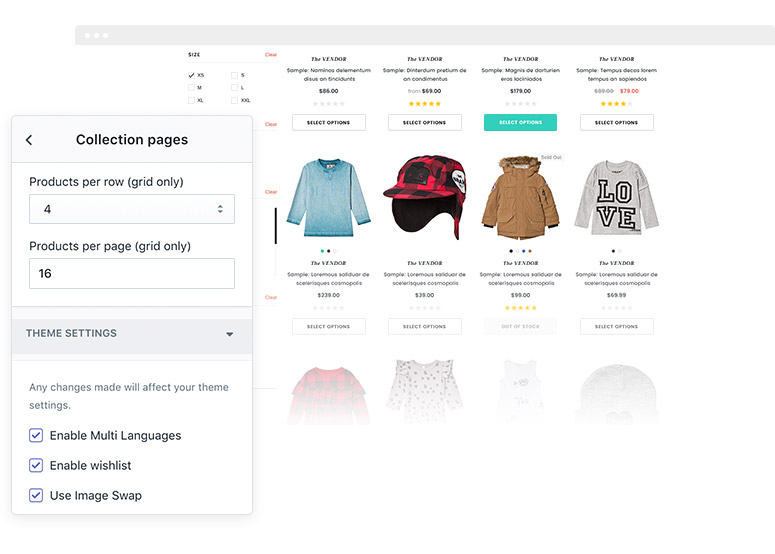 SIZE
Clear
XS
S
M
L
XL
XXL
Clear
Clear
Clear
The VENDOR
Sample: Nominos delementum
disus an tincidunts
$86.00
SELECT OPTIONS
The VENDOR
Sample: Dinterdum pretium de
an condimentus
from $69.00
SELECT OPTIONS
The VENDOR
Sample: Magnis de darturien
eros lociniados
$179.00
SELECT OPTIONS
The VENDOR
Sample: Tempus decos lorem
tempus an sapiendos
$89.00 $79.00
SELECT OPTIONS
Sold Out
LO
VE
The VENDOR
Sample: Loremous saliduar de
scelerisques cosmopolis
$239.00
SELECT OPTIONS
The VENDOR
Sample: Loremous saliduar de
scelerisques cosmopolis
$39.00
SELECT OPTIONS
The VENDOR
Sample: Loremous saliduar de
scelerisques cosmopolis
$99.00
OUT OF STOCK
The VENDOR
Sample: Loremous saliduar de
scelerisques cosmopolis
$69.99
SELECT OPTIONS
Collection pages
Products per row (grid only)
4
Products per page (grid only)
16
THEME SETTINGS
Any changes made will affect your theme
settings.
Enable Multi Languages
Enable wishlist
Use Image Swap